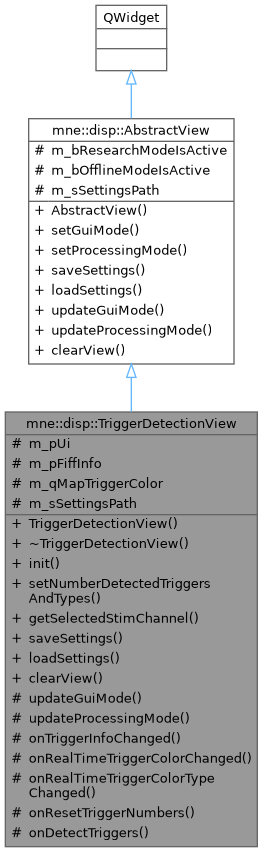 QWidget
mne::disp::AbstractView
# m_bResearchModeIsActive
# m_bOfflineModeIsActive
# m_sSettingsPath
+ AbstractView()
+ setGuiMode()
+ setProcessingMode()
+ saveSettings()
+ loadSettings()
+ updateGuiMode()
+ updateProcessingMode()
+ clearView()
mne::disp::TriggerDetectionView
# m_pUi
# m_pFiffInfo
# m_qMapTriggerColor
# m_sSettingsPath
+ TriggerDetectionView()
+ ~TriggerDetectionView()
+ init()
+ setNumberDetectedTriggers
AndTypes()
+ getSelectedStimChannel()
+ saveSettings()
+ loadSettings()
+ clearView()
# updateGuiMode()
# updateProcessingMode()
# onTriggerInfoChanged()
# onRealTimeTriggerColorChanged()
# onRealTimeTriggerColorType
Changed()
# onResetTriggerNumbers()
# onDetectTriggers()